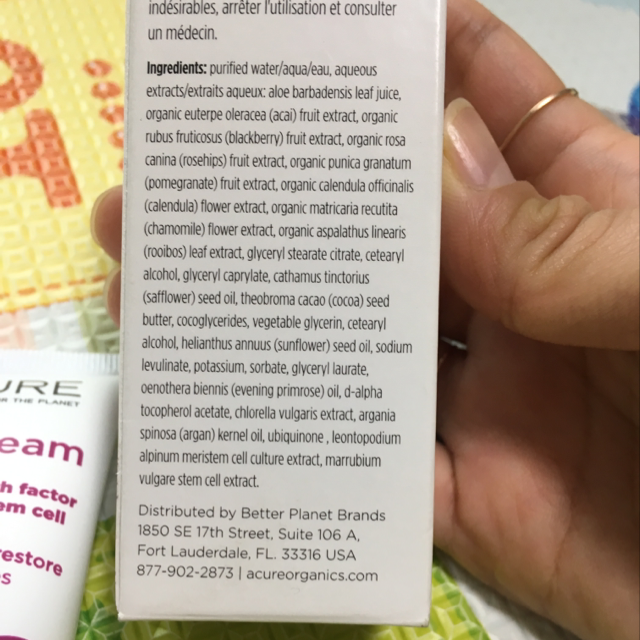 indésirables, arrêter l'utilisation et consulter
un médecin.
Ingredients: purified water/aqua/eau, aqueous
extracts/extraits aqueux: aloe barbadensis leaf juice,
organic euterpe oleracea (acai) fruit extract, organic
rubus fruticosus (blackberry) fruit extract, organic rosa
canina (rosehips) fruit extract, organic punica granatum
(pomegranate) fruit extract, organic calendula officinalis
(calendula) flower extract, organic matricaria recutita
(chamomile) flower extract, organic aspalathus linearis
(rooibos) leaf extract, glyceryl stearate citrate, cetearyl
alcohol, glyceryl caprylate, cathamus tinctorius
(safflower) seed oil, theobroma cacao (cocoa) seed
butter, cocoglycerides, vegetable glycerin, cetearyl
alcohol, helianthus annuus (sunflower) seed oil, sodium
levulinate, potassium, sorbate, glyceryl laurate,
oenothera biennis (evening primrose) oil, d-alpha
tocopherol acetate, chlorella vulgaris extract, argania
spinosa (argan) kernel oil, ubiquinone , leontopodium
alpinum meristem cell culture extract, marrubium
vulgare stem cell extract.
Distributed by Better Planet Brands
1850 SE 17th Street, Suite 106 A,
Fort Lauderdale, FL. 33316 USA
877-902-2873 | acureorganics.com
URE
OR THE PLANET
eam
h factor
em cell
estore
s